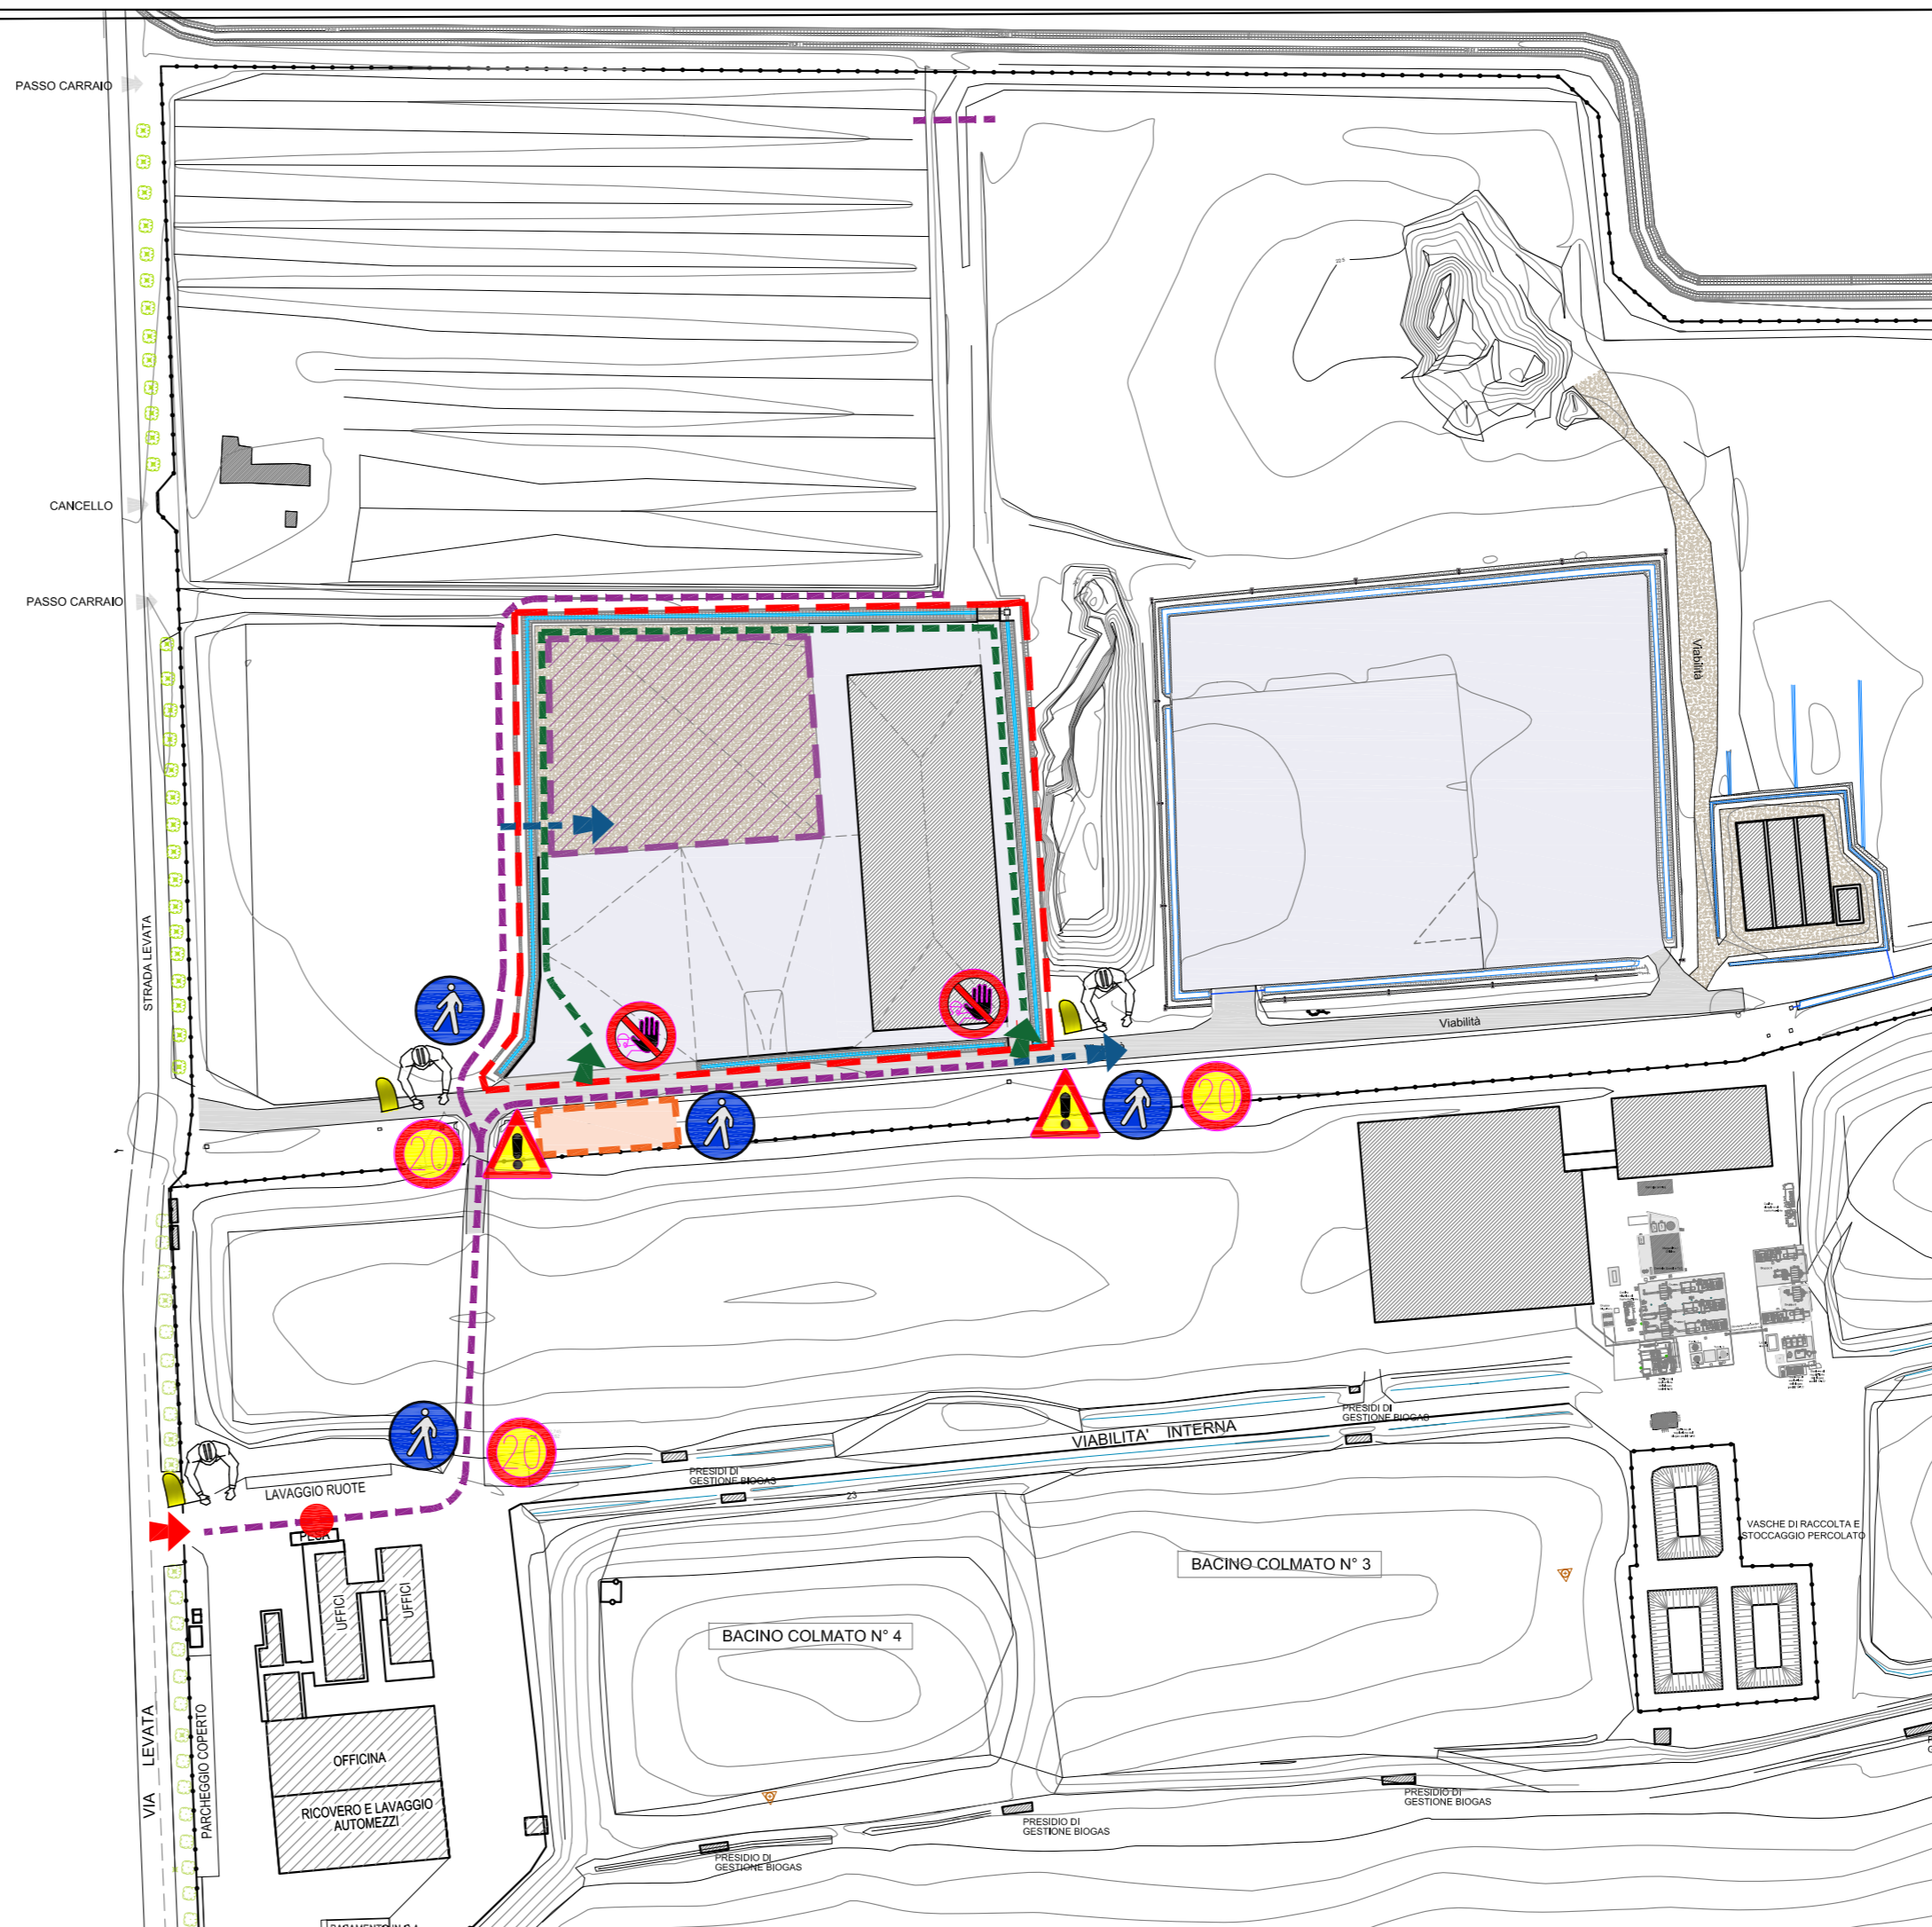 PASSO CARRAIO
CANCELLO
PASSO CARRAIO
Viabilità
STRADA LEVATA
Viabilità
20
20
20
VIABILITA' INTERNA
PRESIDI DI
GESTIONE BIOGAS
PRESIDI DI
GESTIONE BIOGAS
LAVAGGIO RUOTE
23
PESA
UFFICI
UFFICI
VASCHE DI RACCOLTA E
STOCCAGGIO PERCOLATO
BACINO COLMATO N° 3
BACINO COLMATO N° 4
VIA LEVATA
PARCHEGGIO COPERTO
OFFICINA
RICOVERO E LAVAGGIO
AUTOMEZZI
PRESIDIO DI
GESTIONE BIOGAS
PRESIDIO DI
GESTIONE BIOGAS
PRESIDIO DI
GESTIONE BIOGAS